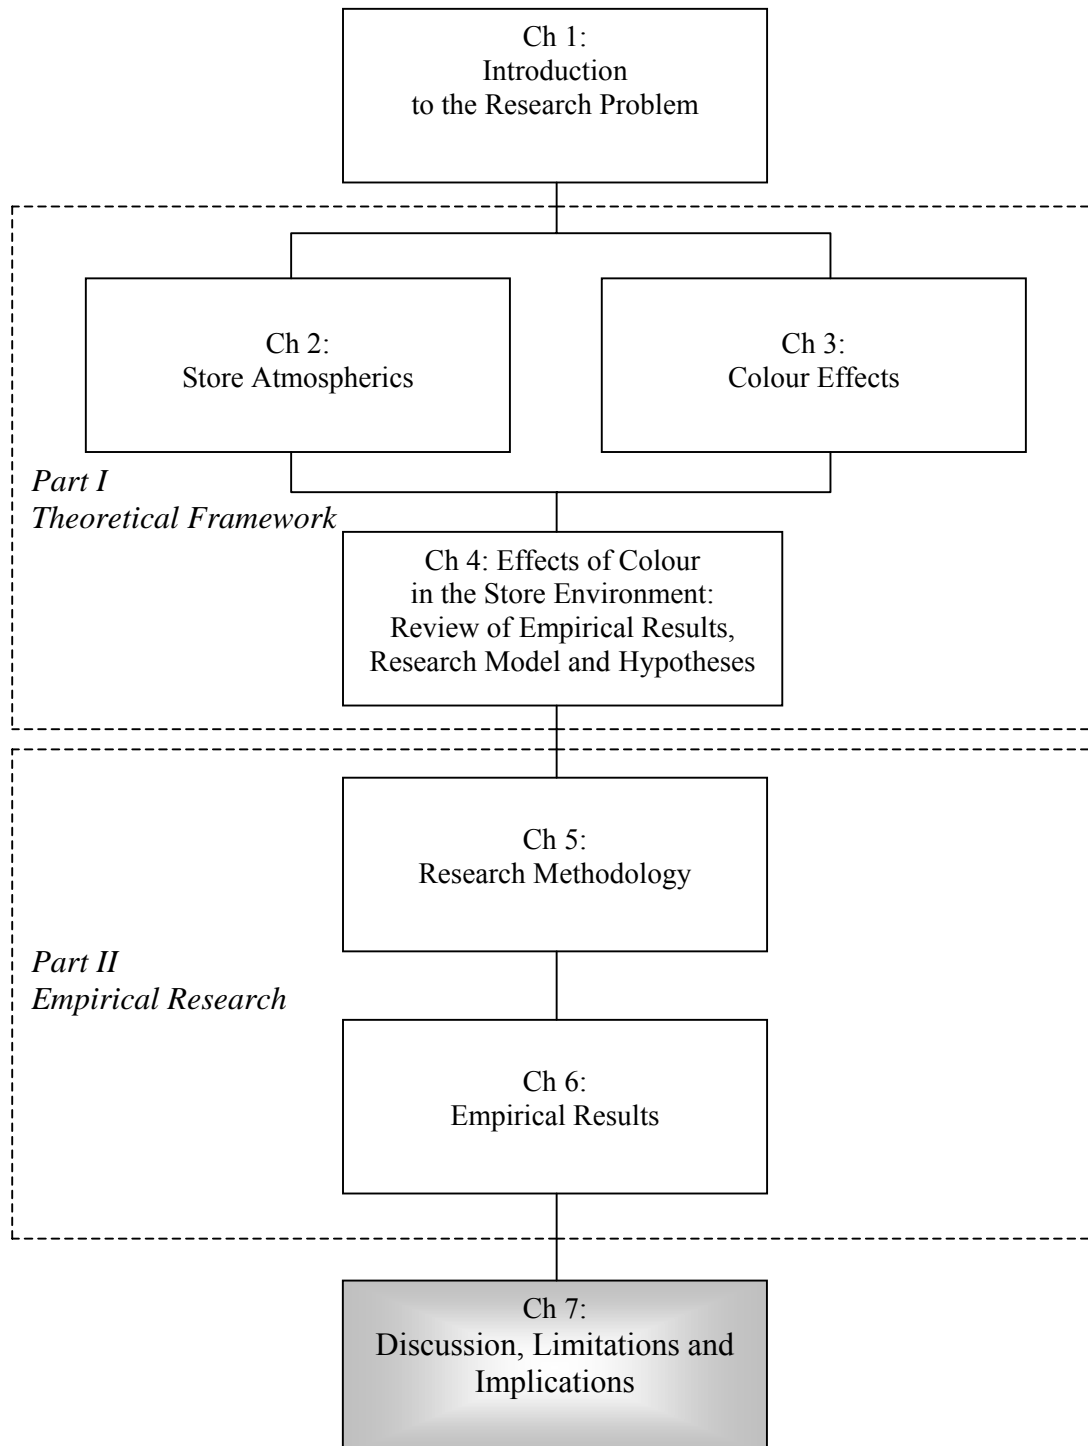 Ch 1:
Introduction
to the Research Problem
Ch 2:
Store Atmospherics
Ch 3:
Colour Effects
Part I
Theoretical Framework
Ch 4: Effects of Colour
in the Store Environment:
Review of Empirical Results,
Research Model and Hypotheses
Ch 5:
Research Methodology
Part II
Empirical Research
Ch 6:
Empirical Results
Ch 7:
Discussion, Limitations and
Implications